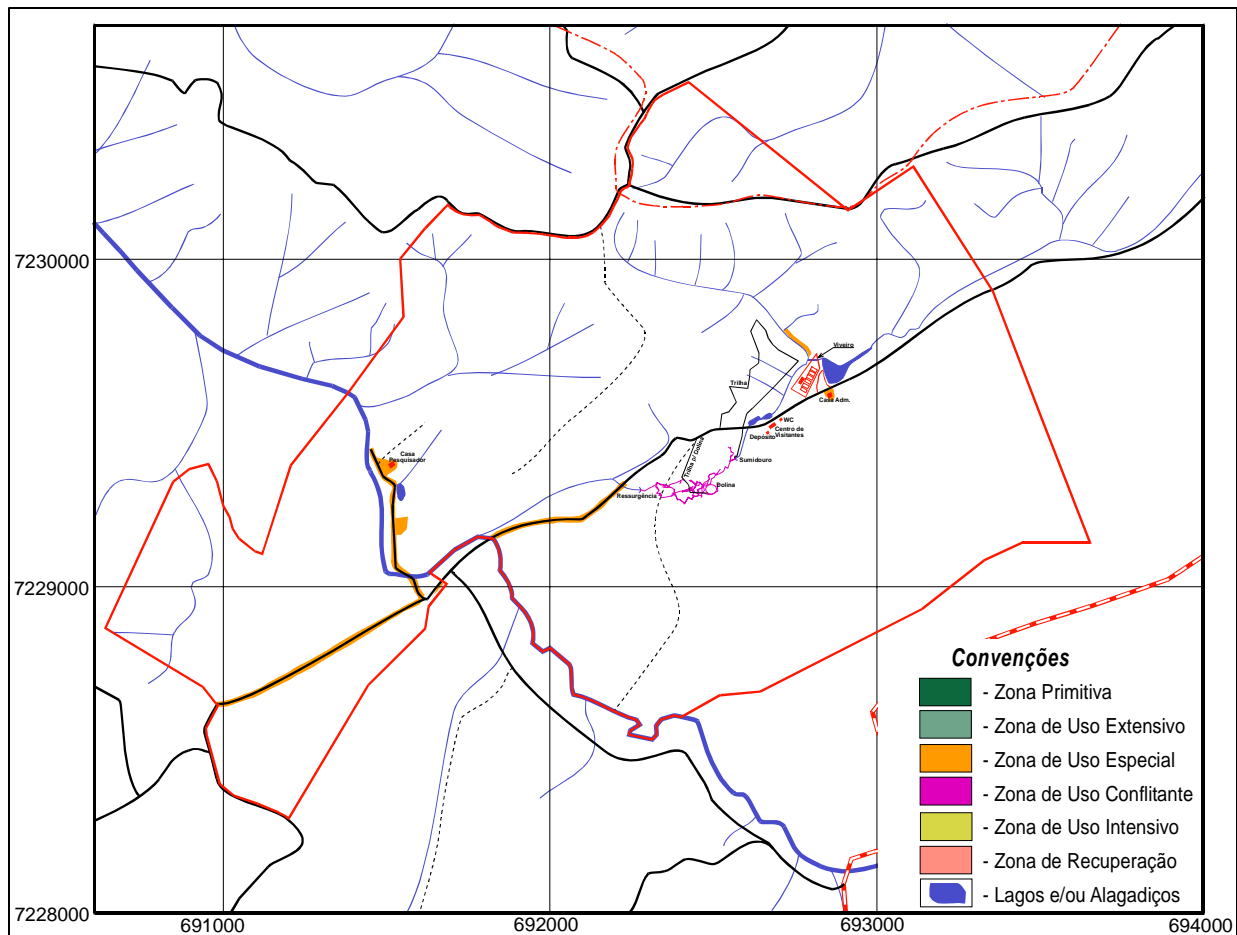 7230000
7229000
7228000
691000
692000
693000
694000
Viveiro
Trilha
Casa Adm.
WC
Centro de
Visitantes
Depósito
Sumidouro
Trilha p/ Dolina
Casa
Pesquisador
Ressurgência
Dolina
Convenções
- Zona Primitiva
- Zona de Uso Extensivo
- Zona de Uso Especial
- Zona de Uso Conflitante
- Zona de Uso Intensivo
- Zona de Recuperação
- Lagos e/ou Alagadiços